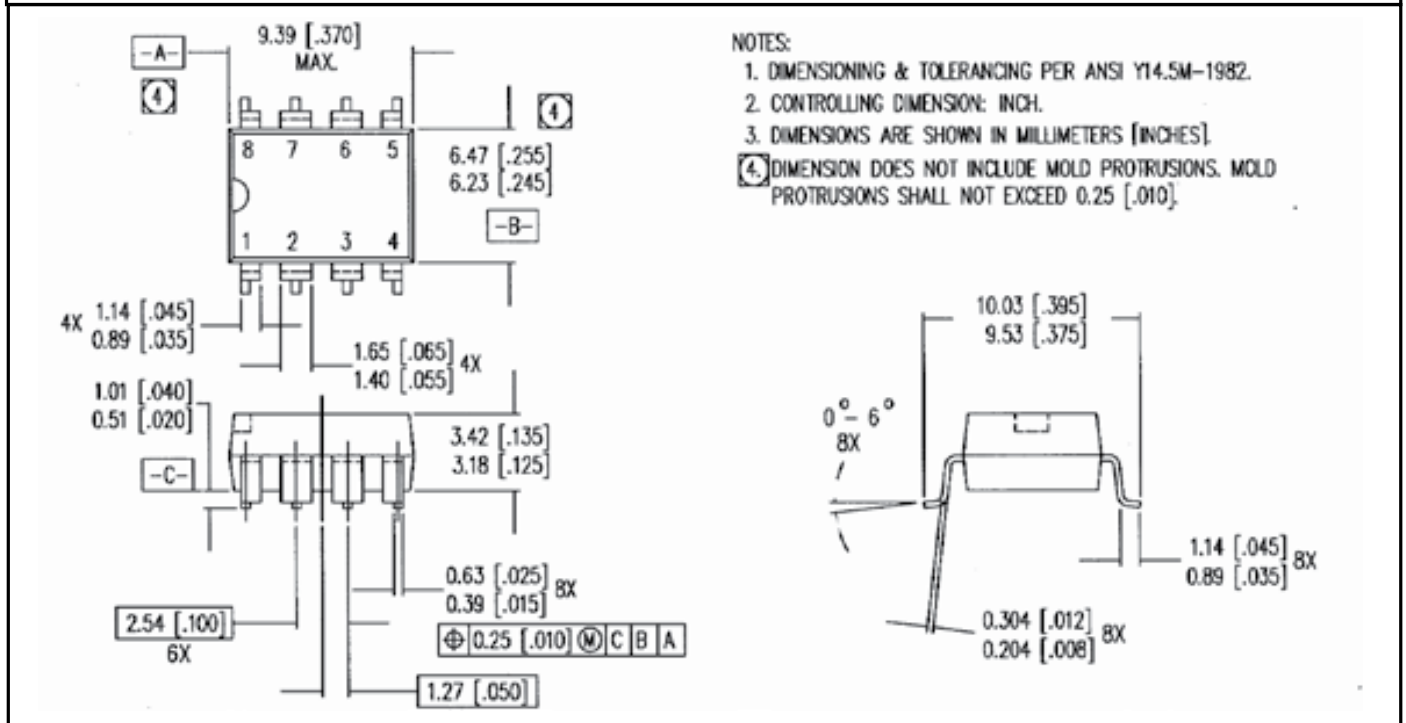 9.39 [.370]
MAX.
-A-
4
4
8 7 6 5
6.47 [.255]
6.23 [.245]
-B-
1 2 3 4
4X 1.14 [.045]
0.89 [.035]
1.65 [.065] 4X
1.40 [.055]
1.01 [.040]
0.51 [.020]
3.42 [.135]
3.18 [.125]
-C-
0.63 [.025] 8X
0.39 [.015]
2.54 [.100]
6X
⌖ 0.25 [.010] Ⓜ C B A
1.27 [.050]
NOTES:
1. DIMENSIONING & TOLERANCING PER ANSI Y14.5M-1982.
2. CONTROLLING DIMENSION: INCH.
3. DIMENSIONS ARE SHOWN IN MILLIMETERS [INCHES].
4. DIMENSION DOES NOT INCLUDE MOLD PROTRUSIONS. MOLD
PROTRUSIONS SHALL NOT EXCEED 0.25 [.010].
10.03 [.395]
9.53 [.375]
0° - 6°
8X
1.14 [.045] 8X
0.89 [.035]
0.304 [.012] 8X
0.204 [.008]